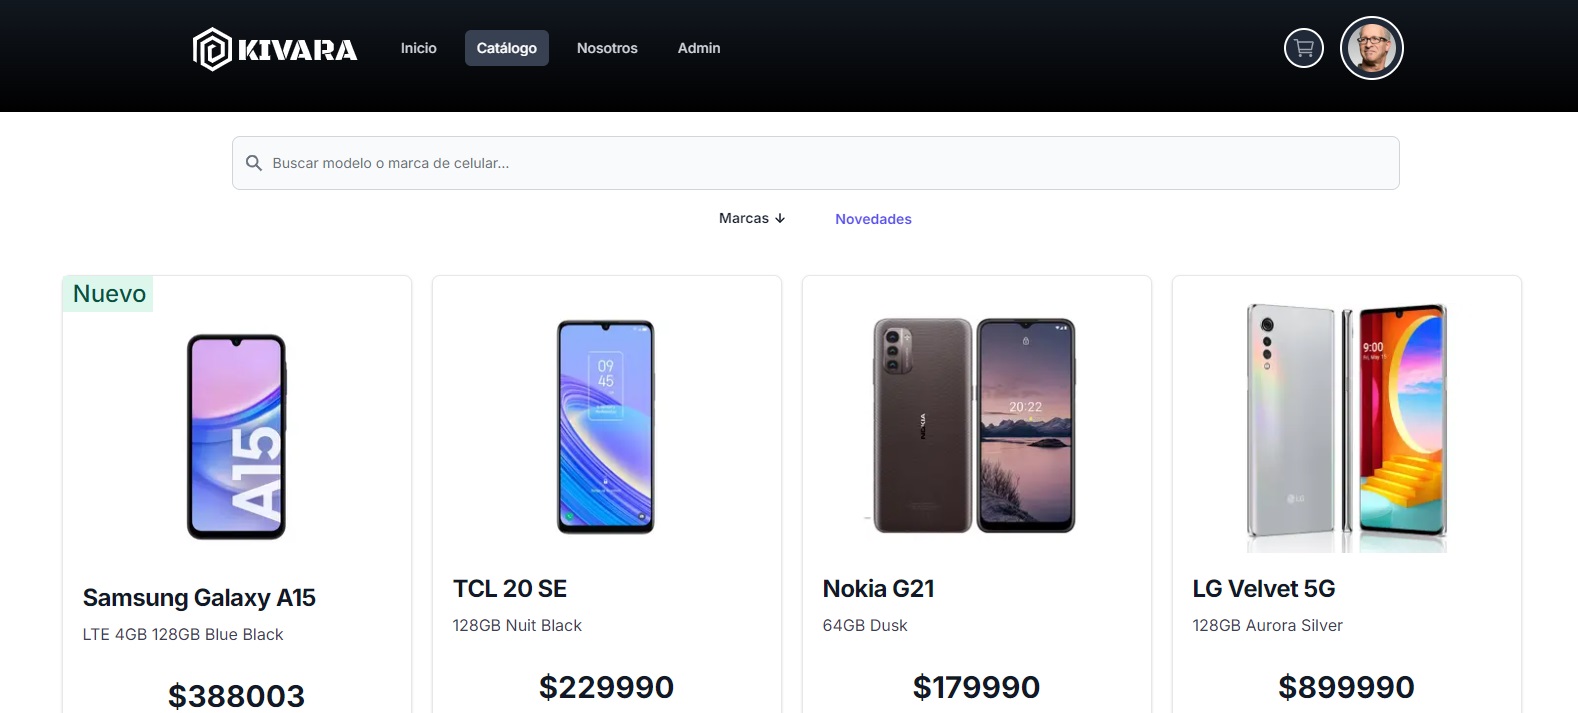 KIVARA
Inicio
Catálogo
Nosotros
Admin
Buscar modelo o marca de celular...
Marcas ↓
Novedades
Nuevo
A15
09
45
NOKIA
20:22
LG
9:00
Samsung Galaxy A15
LTE 4GB 128GB Blue Black
$388003
TCL 20 SE
128GB Nuit Black
$229990
Nokia G21
64GB Dusk
$179990
LG Velvet 5G
128GB Aurora Silver
$899990